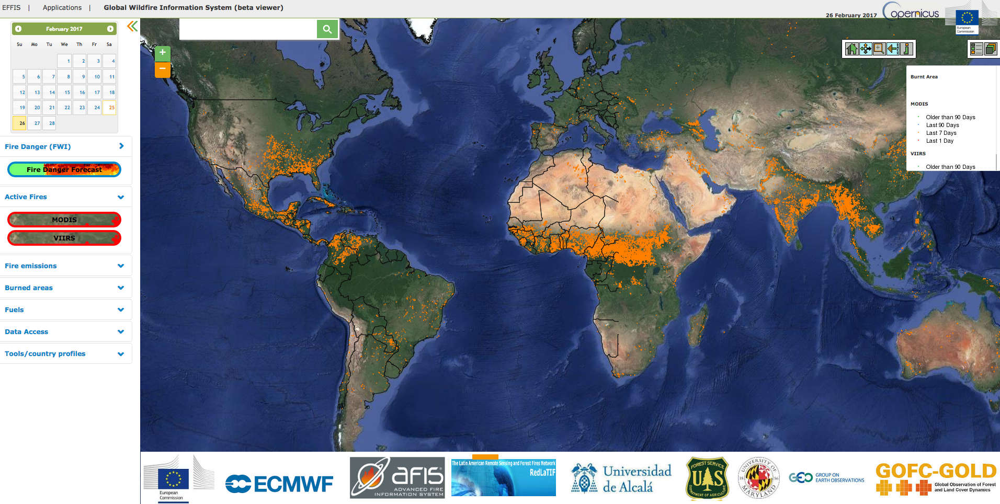 EFFIS | Applications | Global Wildfire Information System (beta viewer)
26 February 2017
opernicus
European
Commission
February 2017
Su Mo Tu We Th Fr Sa
1 2 3 4
5 6 7 8 9 10 11
12 13 14 15 16 17 18
19 20 21 22 23 24 25
26 27 28
Fire Danger (FWI)
Fire Danger Forecast
Active Fires
MODIS
VIIRS
Fire emissions
Burned areas
Fuels
Data Access
Tools/country profiles
+
−
Burnt Area
MODIS
Older than 90 Days
Last 90 Days
Last 7 Days
Last 1 Day
VIIRS
Older than 90 Days
European
Commission
ECMWF
AFIS
ADVANCED FIRE
INFORMATION SYSTEM
The Latin American Remote Sensing and Forest Fires Network
RedLaTIF
Universidad
de Alcalá
FOREST SERVICE
U S
DEPARTMENT OF AGRICULTURE
UNIVERSITY OF
18 56
MARYLAND
GEO GROUP ON
EARTH OBSERVATIONS
GOFC-GOLD
Global Observation of Forest
and Land Cover Dynamics